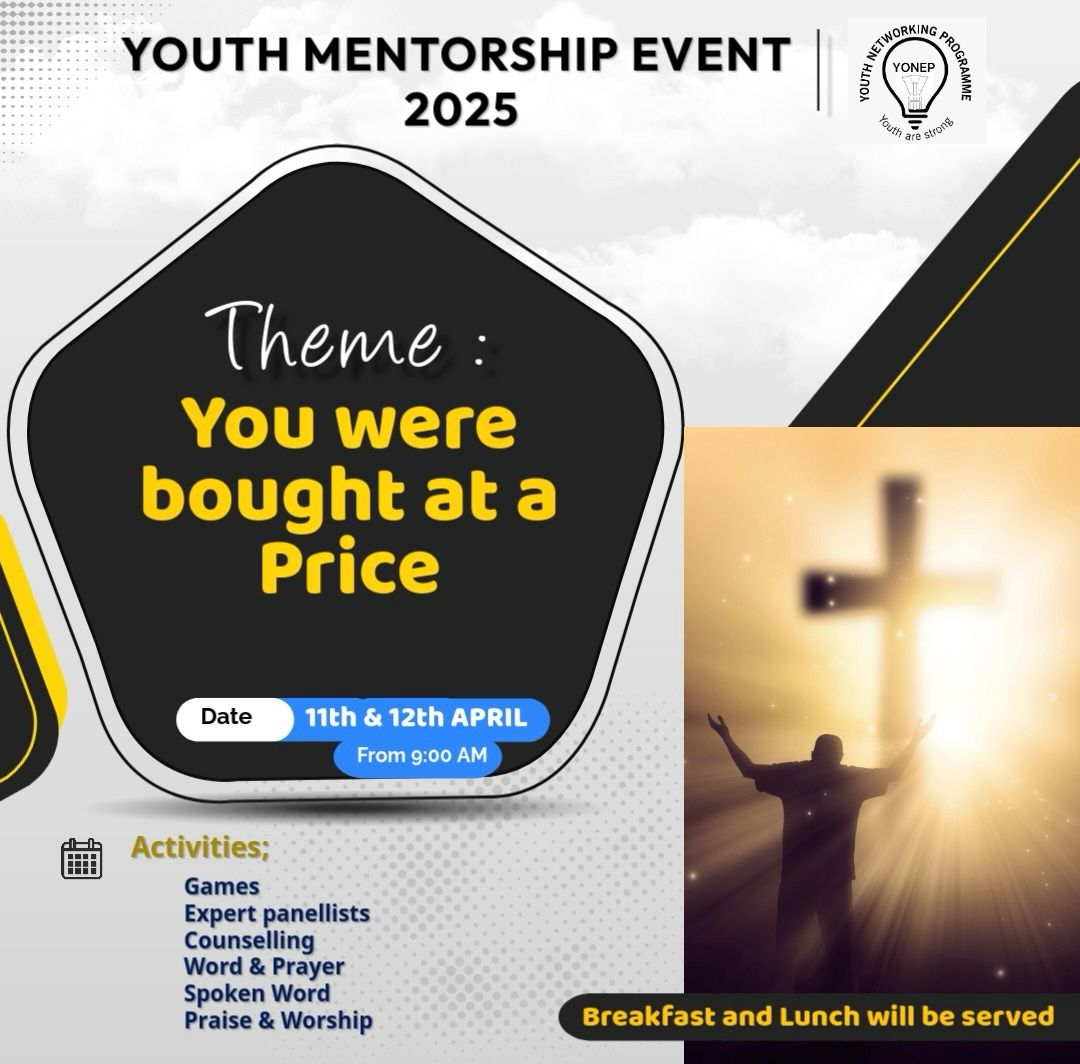 YOUTH MENTORSHIP EVENT
2025
YOUTH NETWORKING PROGRAMME
YONEP
Youth are strong
Theme :
You were
bought at a
Price
Date
11th & 12th APRIL
From 9:00 AM
Activities;
Games
Expert panellists
Counselling
Word & Prayer
Spoken Word
Praise & Worship
Breakfast and Lunch will be served